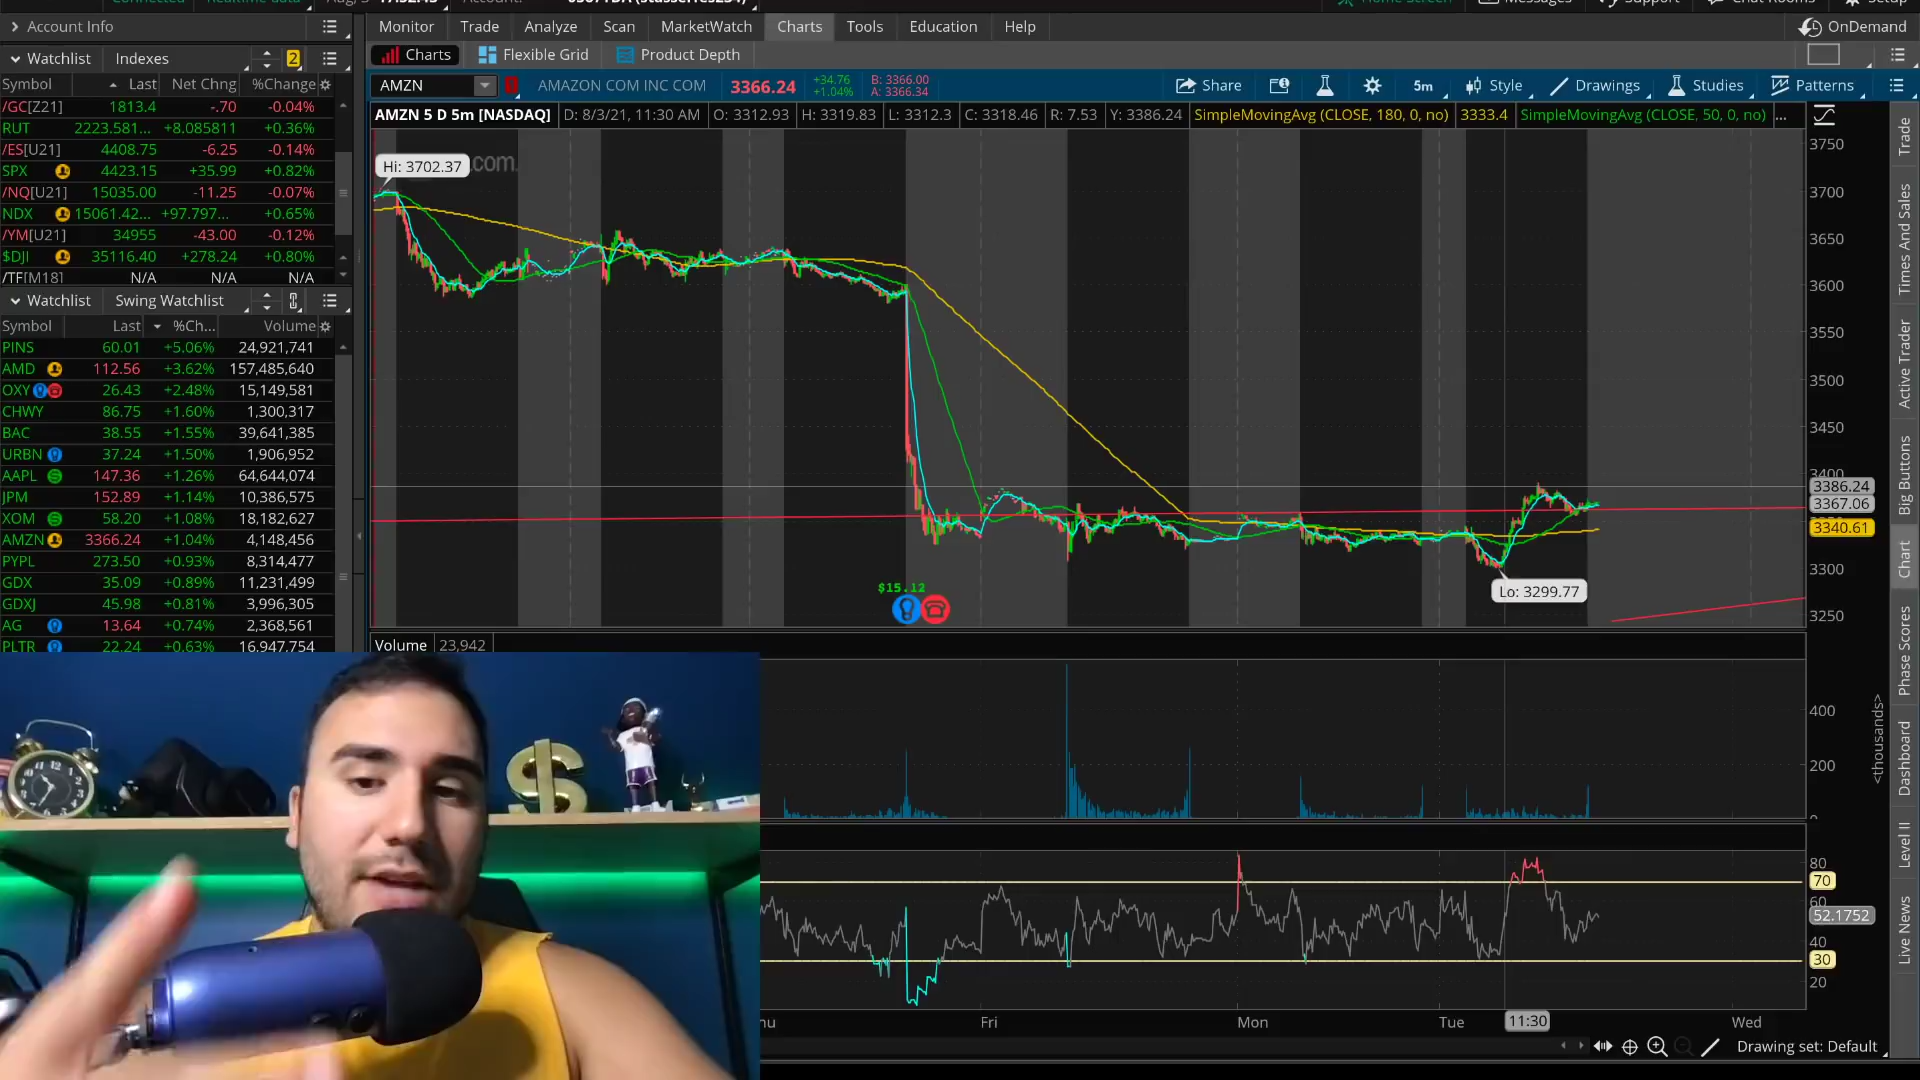 Account Info
Monitor Trade Analyze Scan MarketWatch Charts Tools Education Help OnDemand
Watchlist Indexes 2
Charts Flexible Grid Product Depth
Symbol Last Net Chng %Change
AMZN AMAZON COM INC COM 3366.24 +34.76 +1.04% B: 3366.00 A: 3366.34 Share 5m Style Drawings Studies Patterns
AMZN 5 D 5m [NASDAQ] D: 8/3/21, 11:30 AM O: 3312.93 H: 3319.83 L: 3312.3 C: 3318.46 R: 7.53 Y: 3386.24 SimpleMovingAvg (CLOSE, 180, 0, no) 3333.4 SimpleMovingAvg (CLOSE, 50, 0, no) ...
/GC[Z21] 1813.4 -.70 -0.04%
RUT 2223.581... +8.085811 +0.36%
/ES[U21] 4408.75 -6.25 -0.14%
SPX 4423.15 +35.99 +0.82%
/NQ[U21] 15035.00 -11.25 -0.07%
NDX 15061.42... +97.797... +0.65%
/YM[U21] 34955 -43.00 -0.12%
$DJI 35116.40 +278.24 +0.80%
/TF[M18] N/A N/A N/A
Watchlist Swing Watchlist
Symbol Last %Ch... Volume
PINS 60.01 +5.06% 24,921,741
AMD 112.56 +3.62% 157,485,640
OXY 26.43 +2.48% 15,149,581
CHWY 86.75 +1.60% 1,300,317
BAC 38.55 +1.55% 39,641,385
URBN 37.24 +1.50% 1,906,952
AAPL 147.36 +1.26% 64,644,074
JPM 152.89 +1.14% 10,386,575
XOM 58.20 +1.08% 18,182,627
AMZN 3366.24 +1.04% 4,148,456
PYPL 273.50 +0.93% 8,314,477
GDX 35.09 +0.89% 11,231,499
GDXJ 45.98 +0.81% 3,996,305
AG 13.64 +0.74% 2,368,561
PLTR 22.24 +0.63% 16,947,754
Hi: 3702.37 .com.
3750
3700
3650
3600
3550
3500
3450
3400
3386.24
3367.06
3340.61
3300
3250
Lo: 3299.77
$15.12
Volume 23,942
400
200
<thousands>
80
70
60
52.1752
40
30
20
hu Fri Mon Tue 11:30 Wed
Drawing set: Default
Trade
Times And Sales
Active Trader
Big Buttons
Chart
Phase Scores
Dashboard
Level II
Live News